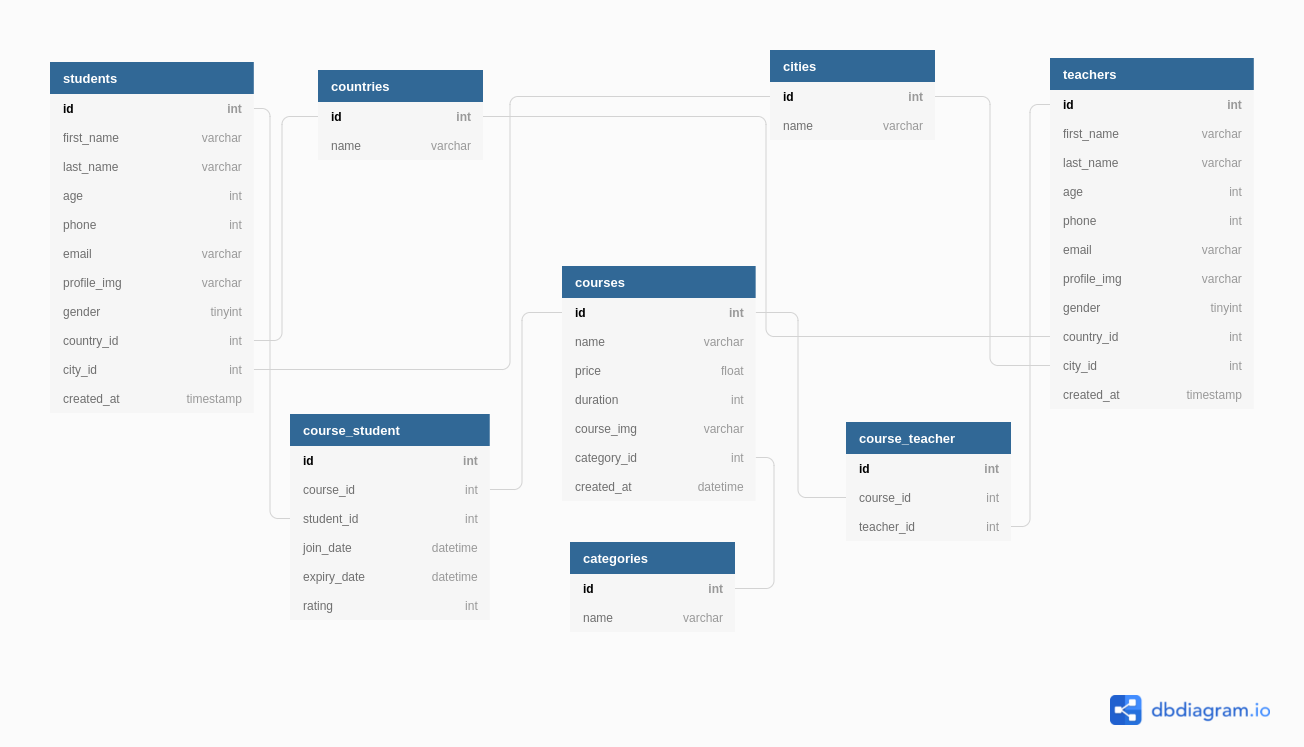 students
id int
first_name varchar
last_name varchar
age int
phone int
email varchar
profile_img varchar
gender tinyint
country_id int
city_id int
created_at timestamp
countries
id int
name varchar
cities
id int
name varchar
teachers
id int
first_name varchar
last_name varchar
age int
phone int
email varchar
profile_img varchar
gender tinyint
country_id int
city_id int
created_at timestamp
courses
id int
name varchar
price float
duration int
course_img varchar
category_id int
created_at datetime
course_student
id int
course_id int
student_id int
join_date datetime
expiry_date datetime
rating int
course_teacher
id int
course_id int
teacher_id int
categories
id int
name varchar
dbdiagram.io